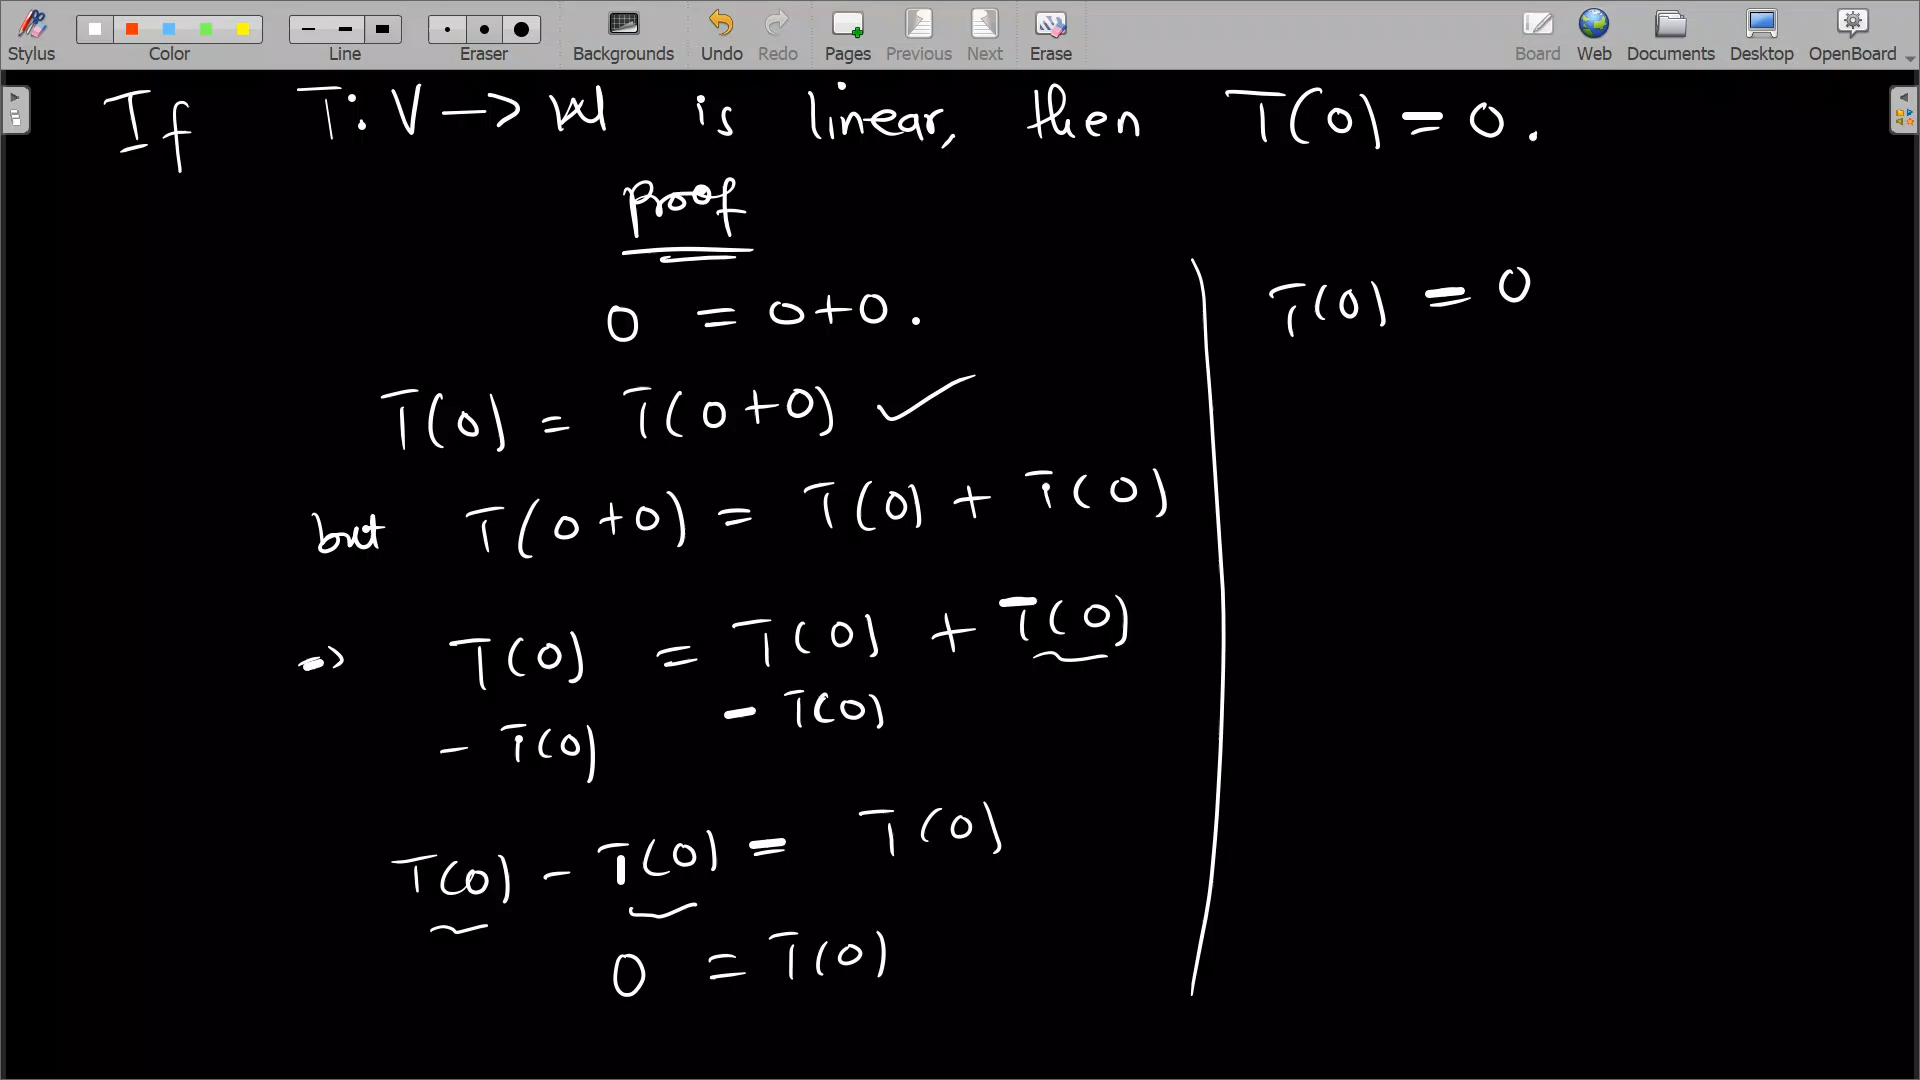 Stylus Color Line Eraser Backgrounds Undo Redo Pages Previous Next Erase Board Web Documents Desktop OpenBoard
If T: V -> W is linear, then T(0) = 0.
Proof
0 = 0+0.
T(0) = T(0+0) ✓
but T(0+0) = T(0) + T(0)
=> T(0) = T(0) + T(0)
- T(0) - T(0)
T(0) - T(0) = T(0)
0 = T(0)
T(0) = 0